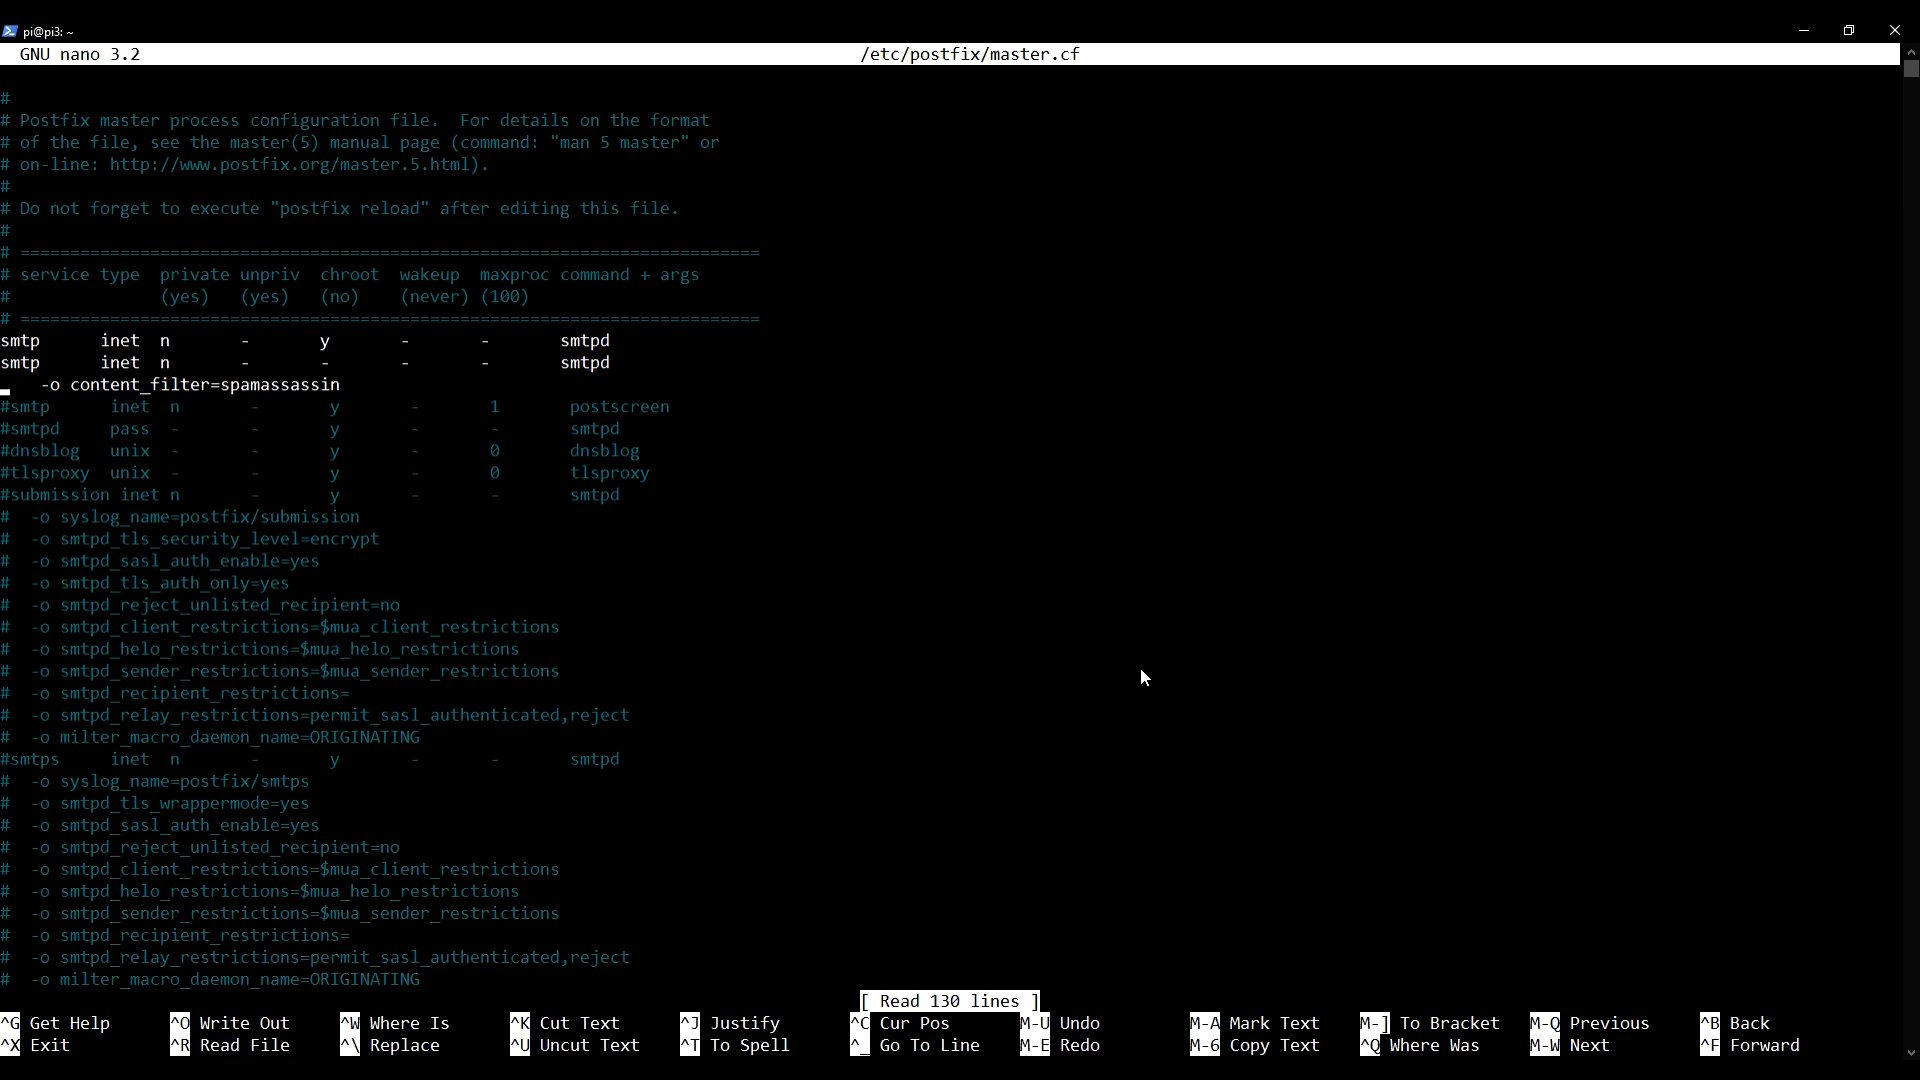 pi@pi3: ~
GNU nano 3.2 /etc/postfix/master.cf
#
# Postfix master process configuration file.  For details on the format
# of the file, see the master(5) manual page (command: "man 5 master" or
# on-line: http://www.postfix.org/master.5.html).
#
# Do not forget to execute "postfix reload" after editing this file.
#
# ==========================================================================
# service type  private unpriv  chroot  wakeup  maxproc command + args
#               (yes)   (yes)   (no)    (never) (100)
# ==========================================================================
smtp      inet  n       -       y       -       -       smtpd
smtp      inet  n       -       -       -       -       smtpd
    -o content_filter=spamassassin
#smtp      inet  n       -       y       -       1       postscreen
#smtpd     pass  -       -       y       -       -       smtpd
#dnsblog   unix  -       -       y       -       0       dnsblog
#tlsproxy  unix  -       -       y       -       0       tlsproxy
#submission inet n       -       y       -       -       smtpd
#  -o syslog_name=postfix/submission
#  -o smtpd_tls_security_level=encrypt
#  -o smtpd_sasl_auth_enable=yes
#  -o smtpd_tls_auth_only=yes
#  -o smtpd_reject_unlisted_recipient=no
#  -o smtpd_client_restrictions=$mua_client_restrictions
#  -o smtpd_helo_restrictions=$mua_helo_restrictions
#  -o smtpd_sender_restrictions=$mua_sender_restrictions
#  -o smtpd_recipient_restrictions=
#  -o smtpd_relay_restrictions=permit_sasl_authenticated,reject
#  -o milter_macro_daemon_name=ORIGINATING
#smtps     inet  n       -       y       -       -       smtpd
#  -o syslog_name=postfix/smtps
#  -o smtpd_tls_wrappermode=yes
#  -o smtpd_sasl_auth_enable=yes
#  -o smtpd_reject_unlisted_recipient=no
#  -o smtpd_client_restrictions=$mua_client_restrictions
#  -o smtpd_helo_restrictions=$mua_helo_restrictions
#  -o smtpd_sender_restrictions=$mua_sender_restrictions
#  -o smtpd_recipient_restrictions=
#  -o smtpd_relay_restrictions=permit_sasl_authenticated,reject
#  -o milter_macro_daemon_name=ORIGINATING
[ Read 130 lines ]
^G Get Help ^O Write Out ^W Where Is ^K Cut Text ^J Justify ^C Cur Pos M-U Undo M-A Mark Text M-] To Bracket M-Q Previous ^B Back
^X Exit ^R Read File ^\ Replace ^U Uncut Text ^T To Spell ^_ Go To Line M-E Redo M-6 Copy Text ^Q Where Was M-W Next ^F Forward